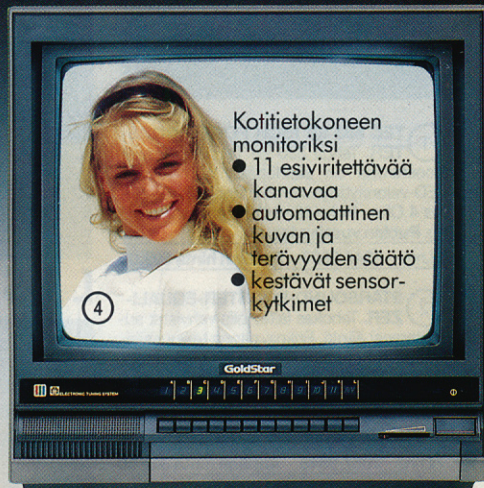 Kotitietokoneen
monitoriksi
● 11 esiviritettävää
kanavaa
● automaattinen
kuvan ja
terävyyden säätö
● kestävät sensor-
kytkimet
4
GoldStar
A B C D E F G H I J K L
ELECTRONIC TUNING SYSTEM
1 2 3 4 5 6 7 8 9 10 11 AV